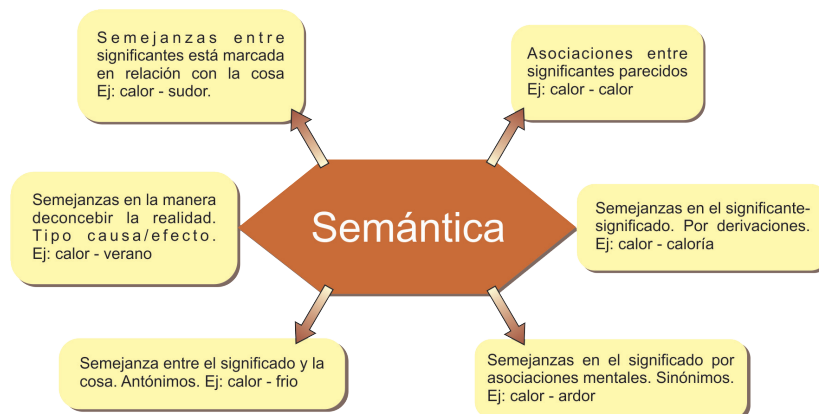 Semejanzas entre
significantes está marcada
en relación con la cosa
Ej: calor - sudor.
Asociaciones entre
significantes parecidos
Ej: calor - calor
Semejanzas en la manera
deconcebir la realidad.
Tipo causa/efecto.
Ej: calor - verano
Semántica
Semejanzas en el significante-
significado. Por derivaciones.
Ej: calor - caloría
Semejanza entre el significado y la
cosa. Antónimos. Ej: calor - frio
Semejanzas en el significado por
asociaciones mentales. Sinónimos.
Ej: calor - ardor